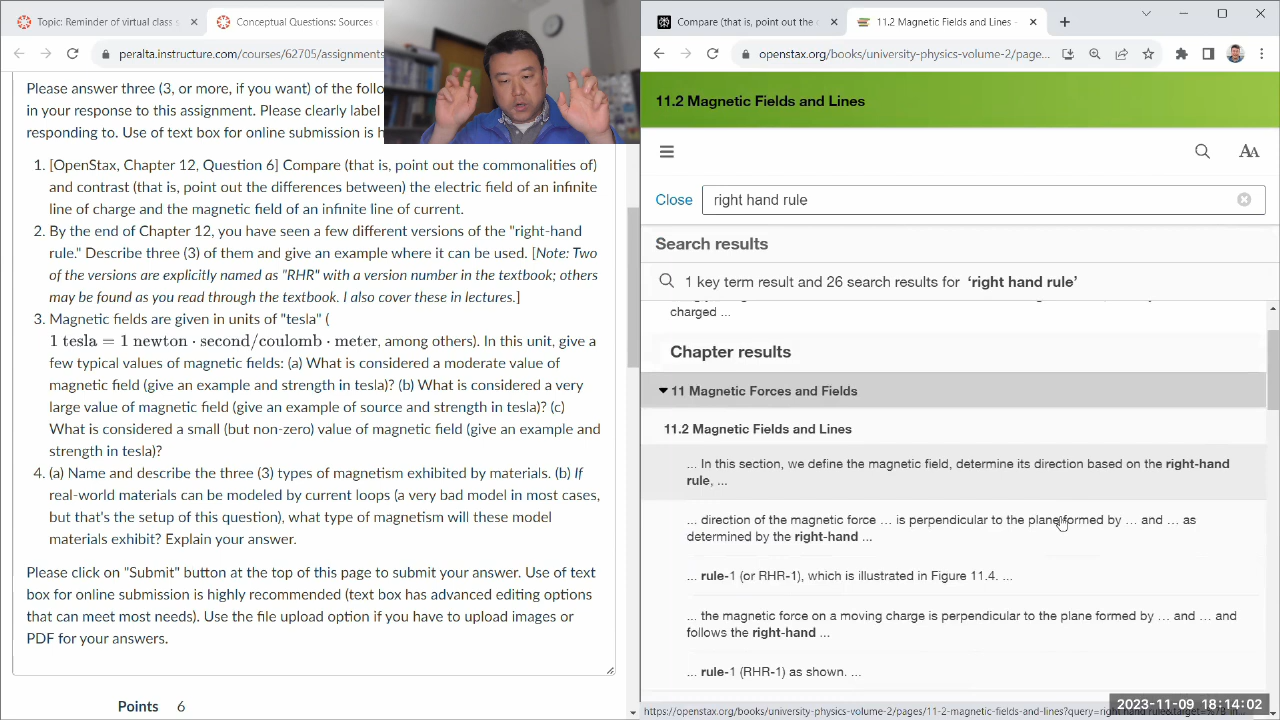 Topic: Reminder of virtual class s
Conceptual Questions: Sources
peralta.instructure.com/courses/62705/assignments
Please answer three (3, or more, if you want) of the follo
in your response to this assignment. Please clearly label
responding to. Use of text box for online submission is h
1. [OpenStax, Chapter 12, Question 6] Compare (that is, point out the commonalities of)
and contrast (that is, point out the differences between) the electric field of an infinite
line of charge and the magnetic field of an infinite line of current.
2. By the end of Chapter 12, you have seen a few different versions of the "right-hand
rule." Describe three (3) of them and give an example where it can be used. [Note: Two
of the versions are explicitly named as "RHR" with a version number in the textbook; others
may be found as you read through the textbook. I also cover these in lectures.]
3. Magnetic fields are given in units of "tesla" (
1 tesla = 1 newton · second/coulomb · meter, among others). In this unit, give a
few typical values of magnetic fields: (a) What is considered a moderate value of
magnetic field (give an example and strength in tesla)? (b) What is considered a very
large value of magnetic field (give an example of source and strength in tesla)? (c)
What is considered a small (but non-zero) value of magnetic field (give an example and
strength in tesla)?
4. (a) Name and describe the three (3) types of magnetism exhibited by materials. (b) If
real-world materials can be modeled by current loops (a very bad model in most cases,
but that's the setup of this question), what type of magnetism will these model
materials exhibit? Explain your answer.
Please click on "Submit" button at the top of this page to submit your answer. Use of text
box for online submission is highly recommended (text box has advanced editing options
that can meet most needs). Use the file upload option if you have to upload images or
PDF for your answers.
Points 6
Compare (that is, point out the c
11.2 Magnetic Fields and Lines -
openstax.org/books/university-physics-volume-2/page...
11.2 Magnetic Fields and Lines
AA
Close
right hand rule
Search results
1 key term result and 26 search results for ‘right hand rule’
charged ...
Chapter results
11 Magnetic Forces and Fields
11.2 Magnetic Fields and Lines
... In this section, we define the magnetic field, determine its direction based on the right-hand
rule, ...
... direction of the magnetic force ... is perpendicular to the plane formed by ... and ... as
determined by the right-hand ...
... rule-1 (or RHR-1), which is illustrated in Figure 11.4. ...
... the magnetic force on a moving charge is perpendicular to the plane formed by ... and ... and
follows the right-hand ...
... rule-1 (RHR-1) as shown. ...
2023-11-09 18:14:02
https://openstax.org/books/university-physics-volume-2/pages/11-2-magnetic-fields-and-lines?query=right hand rule&target=